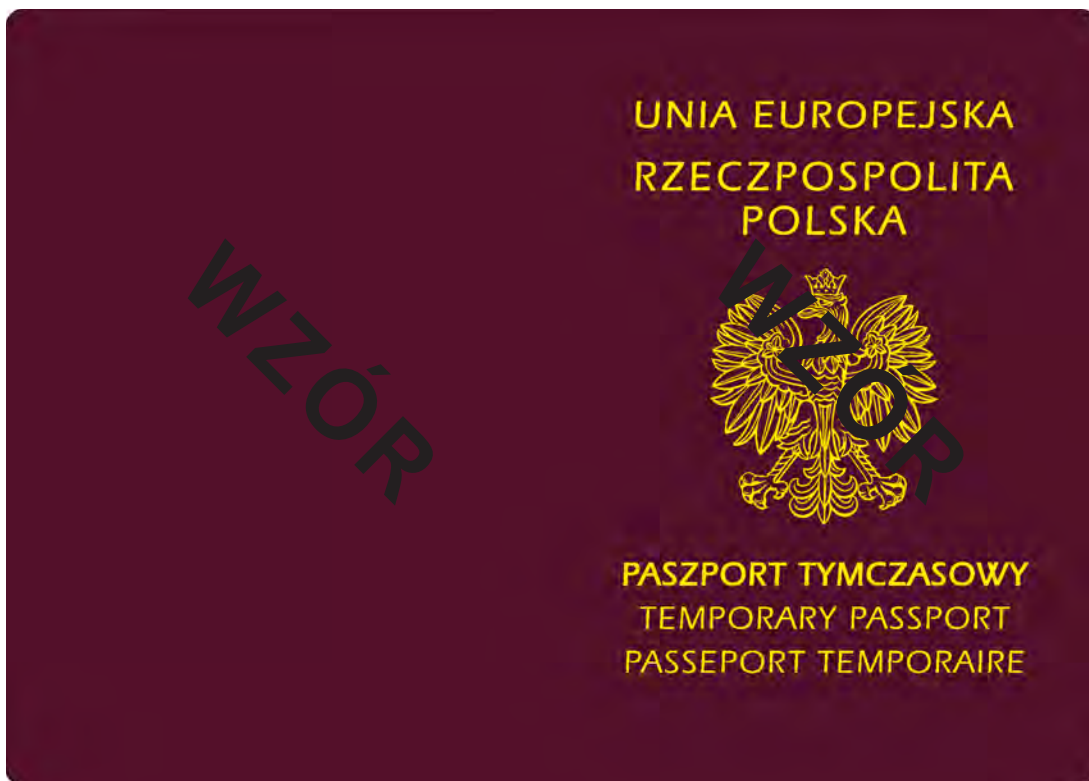 UNIA EUROPEJSKA
RZECZPOSPOLITA
POLSKA
WZÓR
WZÓR
PASZPORT TYMCZASOWY
TEMPORARY PASSPORT
PASSEPORT TEMPORAIRE